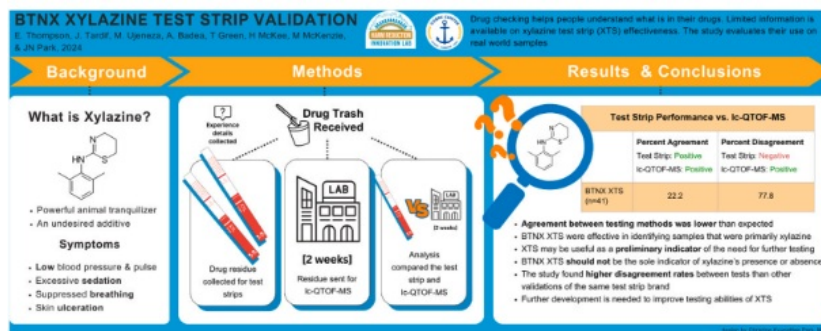 BTNX XYLAZINE TEST STRIP VALIDATION
E. Thompson, J. Tardif, M. Ujeneza, A. Badea, T Green, H McKee, M McKenzie,
& JN Park, 2024
HARM REDUCTION
INNOVATION LAB
Drug checking helps people understand what is in their drugs. Limited information is
available on xylazine test strip (XTS) effectiveness. The study evaluates their use on
real world samples
Background
Methods
Results & Conclusions
What is Xylazine?
N
HN
S
Powerful animal tranquilizer
An undesired additive
Symptoms
Low blood pressure & pulse
Excessive sedation
Suppressed breathing
Skin ulceration
?
Experience
details
collected
Drug Trash
Received
Drug residue
collected for test
strips
LAB
[2 weeks]
Residue sent for
lc-QTOF-MS
VS
LAB
[2 weeks]
Analysis
compared the test
strip and
lc-QTOF-MS
???
N
HN
S
Test Strip Performance vs. lc-QTOF-MS
Percent Agreement
Test Strip: Positive
lc-QTOF-MS: Positive
Percent Disagreement
Test Strip: Negative
lc-QTOF-MS: Positive
BTNX XTS
(n=41)
22.2
77.8
Agreement between testing methods was lower than expected
BTNX XTS were effective in identifying samples that were primarily xylazine
XTS may be useful as a preliminary indicator of the need for further testing
BTNX XTS should not be the sole indicator of xylazine's presence or absence
The study found higher disagreement rates between tests than other
validations of the same test strip brand
Further development is needed to improve testing abilities of XTS